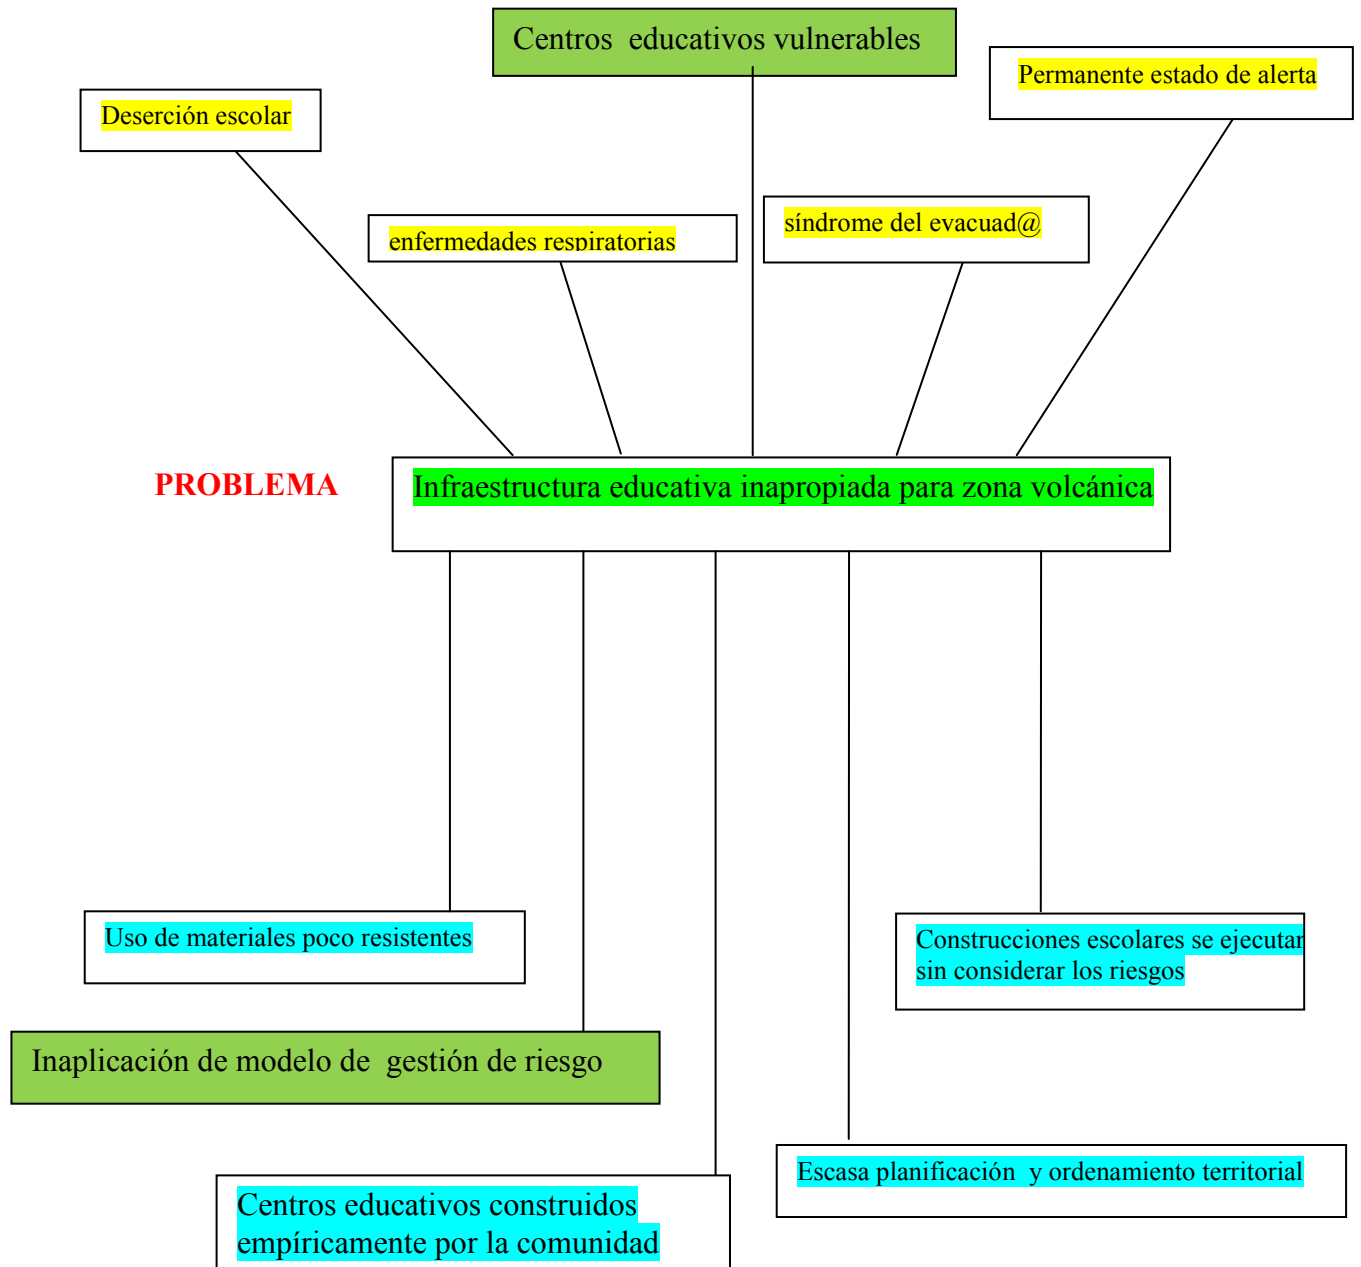 Centros  educativos vulnerables
Permanente estado de alerta
Deserción escolar
enfermedades respiratorias
síndrome del evacuad@
PROBLEMA
Infraestructura educativa inapropiada para zona volcánica
Uso de materiales poco resistentes
Construcciones escolares se ejecutar
sin considerar los riesgos
Inaplicación de modelo de  gestión de riesgo
Escasa planificación  y ordenamiento territorial
Centros educativos construidos
empíricamente por la comunidad